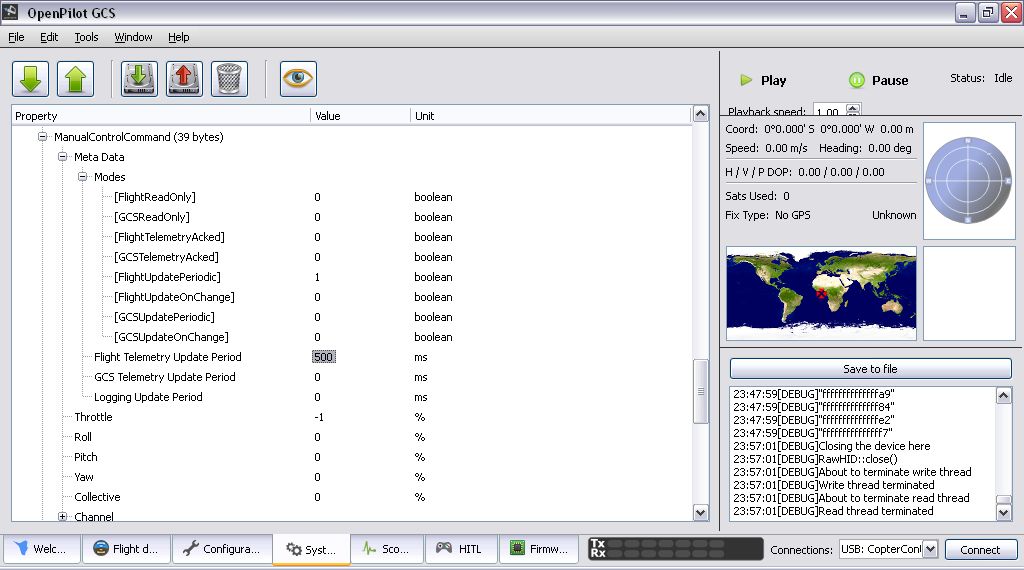 OpenPilot GCS
File Edit Tools Window Help
Property Value Unit
ManualControlCommand (39 bytes)
Meta Data
Modes
[FlightReadOnly] 0 boolean
[GCSReadOnly] 0 boolean
[FlightTelemetryAcked] 0 boolean
[GCSTelemetryAcked] 0 boolean
[FlightUpdatePeriodic] 1 boolean
[FlightUpdateOnChange] 0 boolean
[GCSUpdatePeriodic] 0 boolean
[GCSUpdateOnChange] 0 boolean
Flight Telemetry Update Period 500 ms
GCS Telemetry Update Period 0 ms
Logging Update Period 0 ms
Throttle -1 %
Roll 0 %
Pitch 0 %
Yaw 0 %
Collective 0 %
Channel
Play Pause Status: Idle
Playback speed: 1.00
Coord: 0°0.000' S 0°0.000' W 0.00 m
Speed: 0.00 m/s Heading: 0.00 deg
H / V / P DOP: 0.00 / 0.00 / 0.00
Sats Used: 0
Fix Type: No GPS Unknown
Save to file
23:47:59[DEBUG]"ffffffffffffffa9"
23:47:59[DEBUG]"ffffffffffffff84"
23:47:59[DEBUG]"ffffffffffffffe2"
23:47:59[DEBUG]"fffffffffffffff7"
23:57:01[DEBUG]Closing the device here
23:57:01[DEBUG]RawHID::close()
23:57:01[DEBUG]About to terminate write thread
23:57:01[DEBUG]Write thread terminated
23:57:01[DEBUG]About to terminate read thread
23:57:01[DEBUG]Read thread terminated
Welc... Flight d... Configura... Syst... Sco... HITL Firmw...
Tx
Rx
Connections: USB: CopterCont Connect